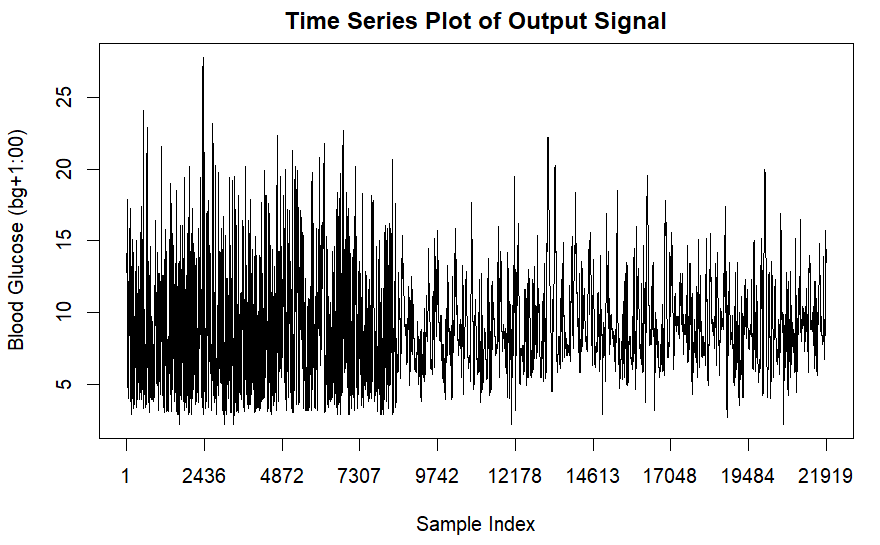 Time Series Plot of Output Signal
Blood Glucose (bg+1:00)
25
20
15
10
5
1 2436 4872 7307 9742 12178 14613 17048 19484 21919
Sample Index